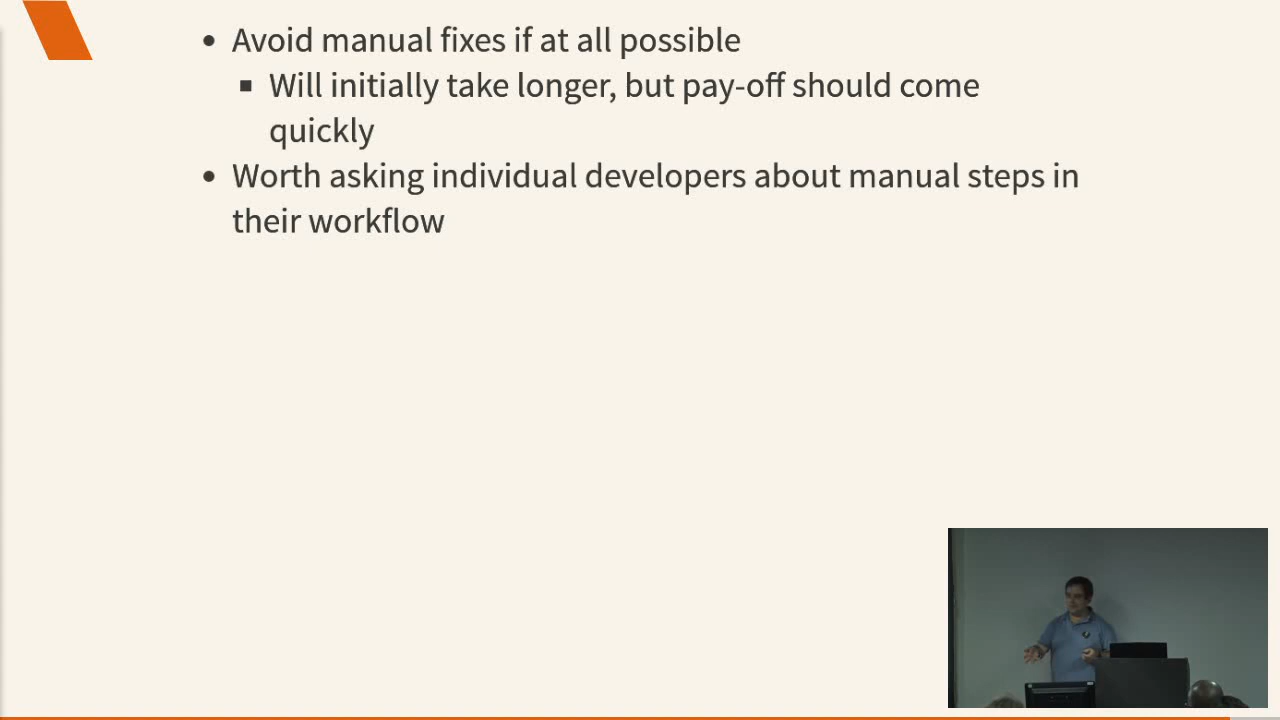 • Avoid manual fixes if at all possible
▪ Will initially take longer, but pay-off should come
quickly
• Worth asking individual developers about manual steps in
their workflow